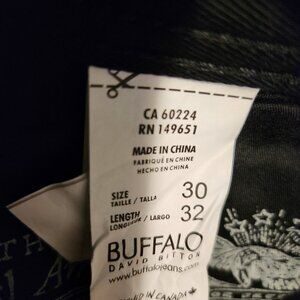 CA 60224
RN 149651
MADE IN CHINA
FABRIQUÉ EN CHINE
HECHO EN CHINA
SIZE 30
TAILLE / TALLA
LENGTH 32
LONGUEUR / LARGO
BUFFALO
DAVID BITTON
www.buffalojeans.com
IN CANADA